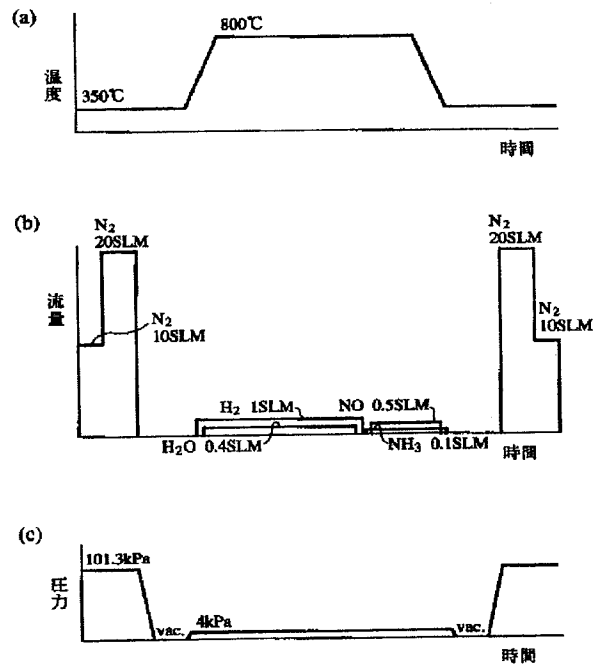 (a)
800℃
温度
350℃
時間
(b)
N₂
20SLM
N₂
20SLM
流量
N₂
10SLM
N₂
10SLM
H₂ 1SLM
NO 0.5SLM
H₂O 0.4SLM
NH₃ 0.1SLM
時間
(c)
101.3kPa
圧力
vac.
4kPa
vac.
時間